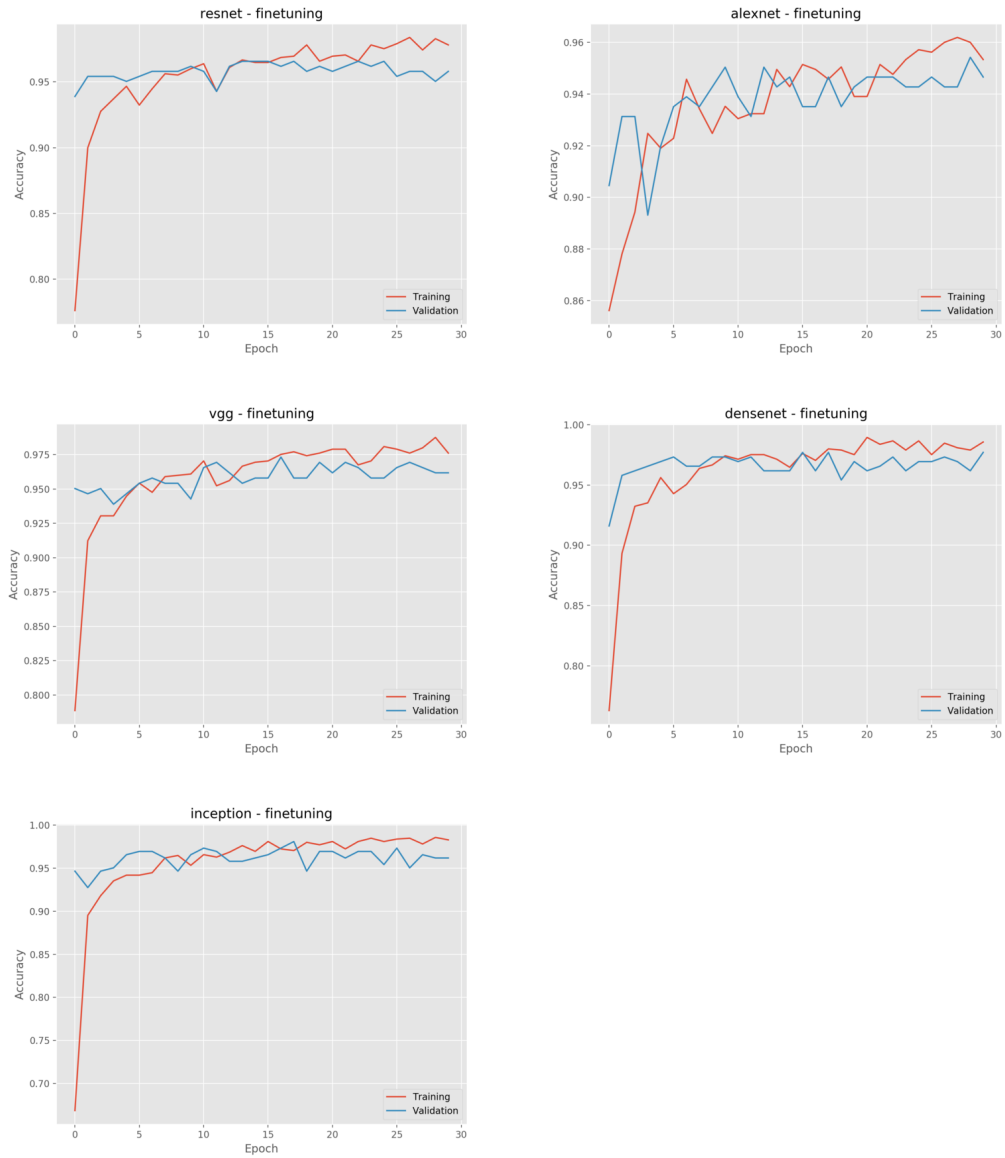 resnet - finetuning
0.95
0.90
0.85
0.80
Accuracy
0
5
10
15
20
25
30
Epoch
Training
Validation
alexnet - finetuning
0.96
0.94
0.92
0.90
0.88
0.86
Accuracy
0
5
10
15
20
25
30
Epoch
Training
Validation
vgg - finetuning
0.975
0.950
0.925
0.900
0.875
0.850
0.825
0.800
Accuracy
0
5
10
15
20
25
30
Epoch
Training
Validation
densenet - finetuning
1.00
0.95
0.90
0.85
0.80
Accuracy
0
5
10
15
20
25
30
Epoch
Training
Validation
inception - finetuning
1.00
0.95
0.90
0.85
0.80
0.75
0.70
Accuracy
0
5
10
15
20
25
30
Epoch
Training
Validation